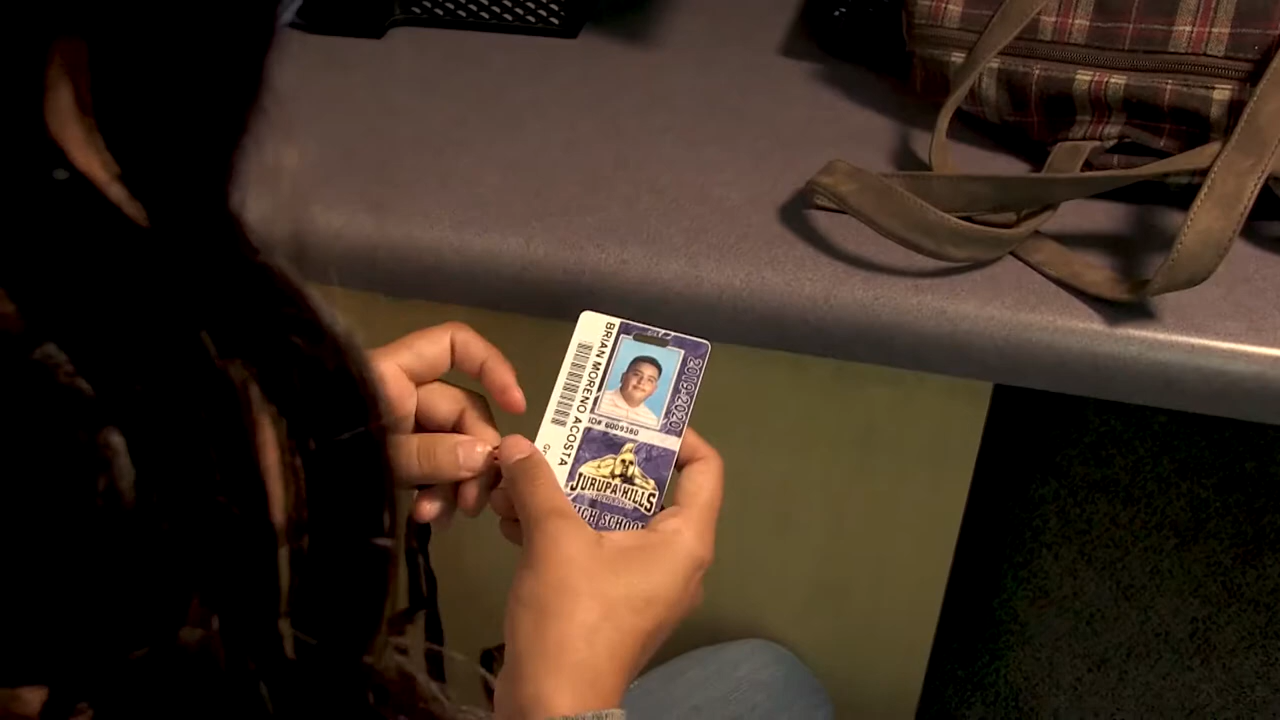 BRIAN MORENO ACOSTA
2019-2020
ID# 6009380
JURUPA HILLS
HIGH SCHOOL